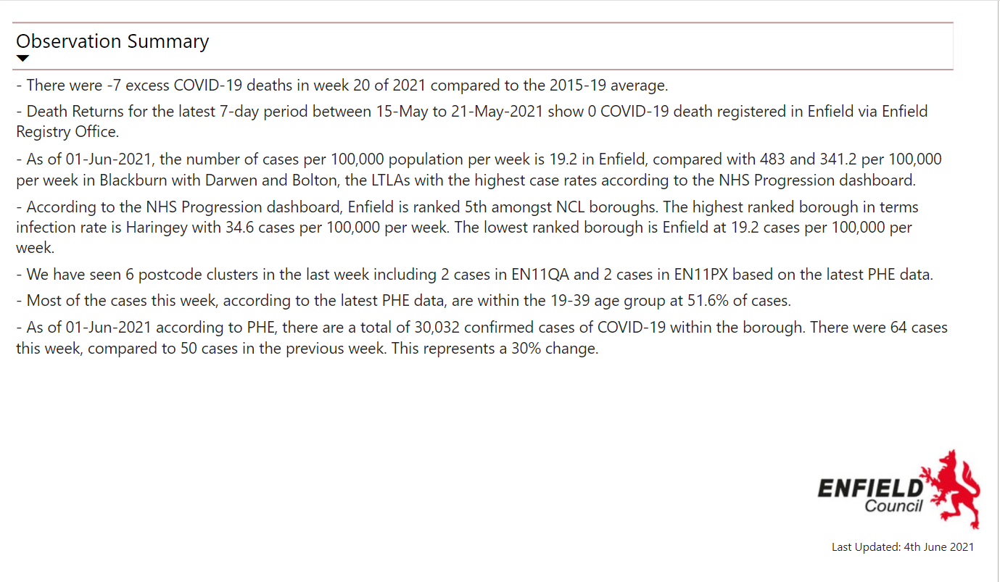 Observation Summary
- There were -7 excess COVID-19 deaths in week 20 of 2021 compared to the 2015-19 average.
- Death Returns for the latest 7-day period between 15-May to 21-May-2021 show 0 COVID-19 death registered in Enfield via Enfield
Registry Office.
- As of 01-Jun-2021, the number of cases per 100,000 population per week is 19.2 in Enfield, compared with 483 and 341.2 per 100,000
per week in Blackburn with Darwen and Bolton, the LTLAs with the highest case rates according to the NHS Progression dashboard.
- According to the NHS Progression dashboard, Enfield is ranked 5th amongst NCL boroughs. The highest ranked borough in terms
infection rate is Haringey with 34.6 cases per 100,000 per week. The lowest ranked borough is Enfield at 19.2 cases per 100,000 per
week.
- We have seen 6 postcode clusters in the last week including 2 cases in EN11QA and 2 cases in EN11PX based on the latest PHE data.
- Most of the cases this week, according to the latest PHE data, are within the 19-39 age group at 51.6% of cases.
- As of 01-Jun-2021 according to PHE, there are a total of 30,032 confirmed cases of COVID-19 within the borough. There were 64 cases
this week, compared to 50 cases in the previous week. This represents a 30% change.
ENFIELD
Council
Last Updated: 4th June 2021